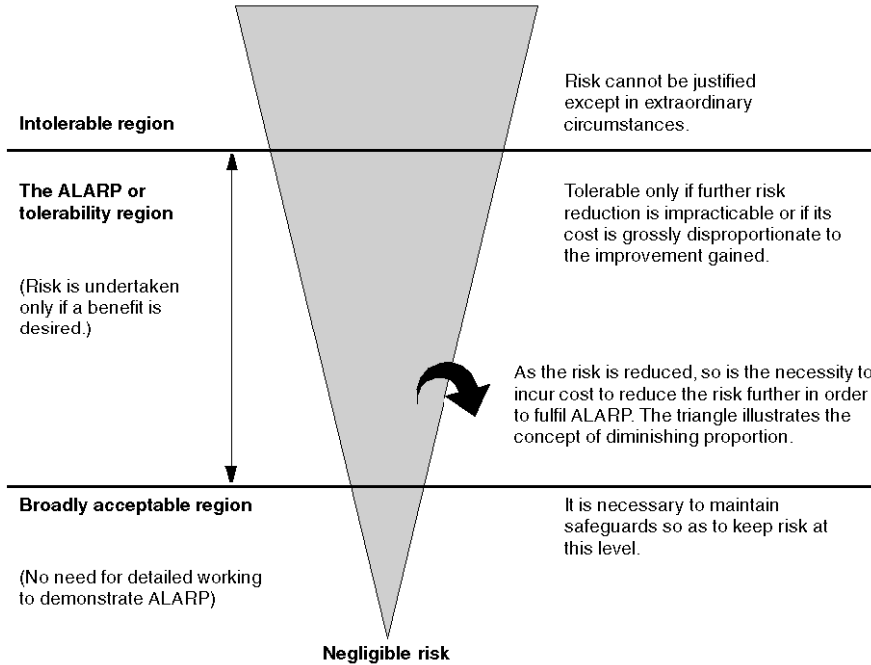 Risk cannot be justified
except in extraordinary
circumstances.
Intolerable region
The ALARP or
tolerability region
(Risk is undertaken
only if a benefit is
desired.)
Tolerable only if further risk
reduction is impracticable or if its
cost is grossly disproportionate to
the improvement gained.
As the risk is reduced, so is the necessity to
incur cost to reduce the risk further in order
to fulfil ALARP. The triangle illustrates the
concept of diminishing proportion.
Broadly acceptable region
(No need for detailed working
to demonstrate ALARP)
It is necessary to maintain
safeguards so as to keep risk at
this level.
Negligible risk